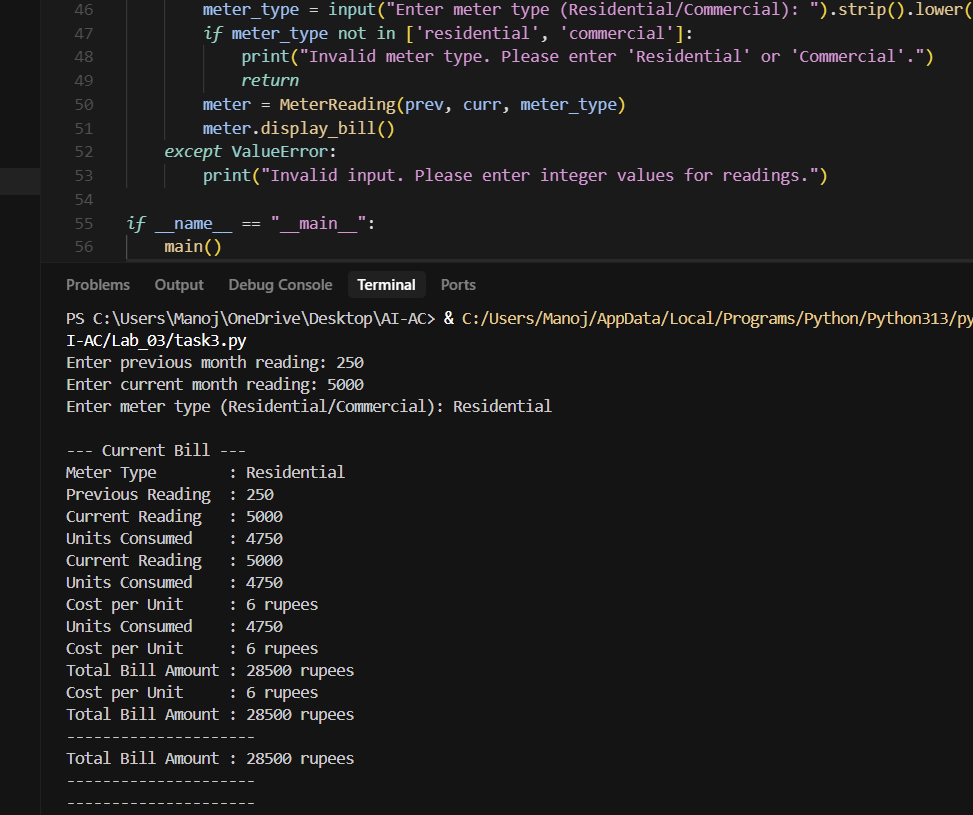 46 meter_type = input("Enter meter type (Residential/Commercial): ").strip().lower(
47 if meter_type not in ['residential', 'commercial']:
48 print("Invalid meter type. Please enter 'Residential' or 'Commercial'.")
49 return
50 meter = MeterReading(prev, curr, meter_type)
51 meter.display_bill()
52 except ValueError:
53 print("Invalid input. Please enter integer values for readings.")
54
55 if __name__ == "__main__":
56 main()
Problems Output Debug Console Terminal Ports
PS C:\Users\Manoj\OneDrive\Desktop\AI-AC> & C:/Users/Manoj/AppData/Local/Programs/Python/Python313/py
I-AC/Lab_03/task3.py
Enter previous month reading: 250
Enter current month reading: 5000
Enter meter type (Residential/Commercial): Residential
--- Current Bill ---
Meter Type : Residential
Previous Reading : 250
Current Reading : 5000
Units Consumed : 4750
Current Reading : 5000
Units Consumed : 4750
Cost per Unit : 6 rupees
Units Consumed : 4750
Cost per Unit : 6 rupees
Total Bill Amount : 28500 rupees
Cost per Unit : 6 rupees
Total Bill Amount : 28500 rupees
---------------------
Total Bill Amount : 28500 rupees
---------------------
---------------------